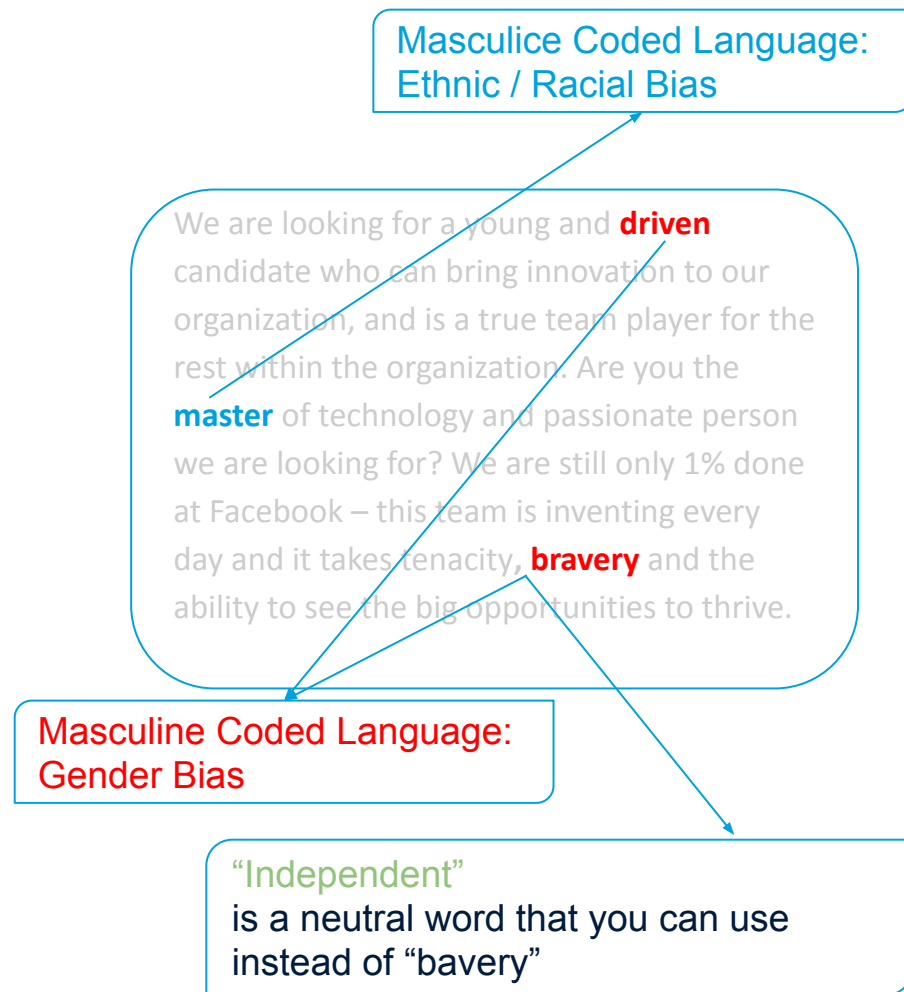 Masculice Coded Language:
Ethnic / Racial Bias
We are looking for a young and driven
candidate who can bring innovation to our
organization, and is a true team player for the
rest within the organization. Are you the
master of technology and passionate person
we are looking for? We are still only 1% done
at Facebook – this team is inventing every
day and it takes tenacity, bravery and the
ability to see the big opportunities to thrive.
Masculine Coded Language:
Gender Bias
“Independent”
is a neutral word that you can use
instead of “bavery”